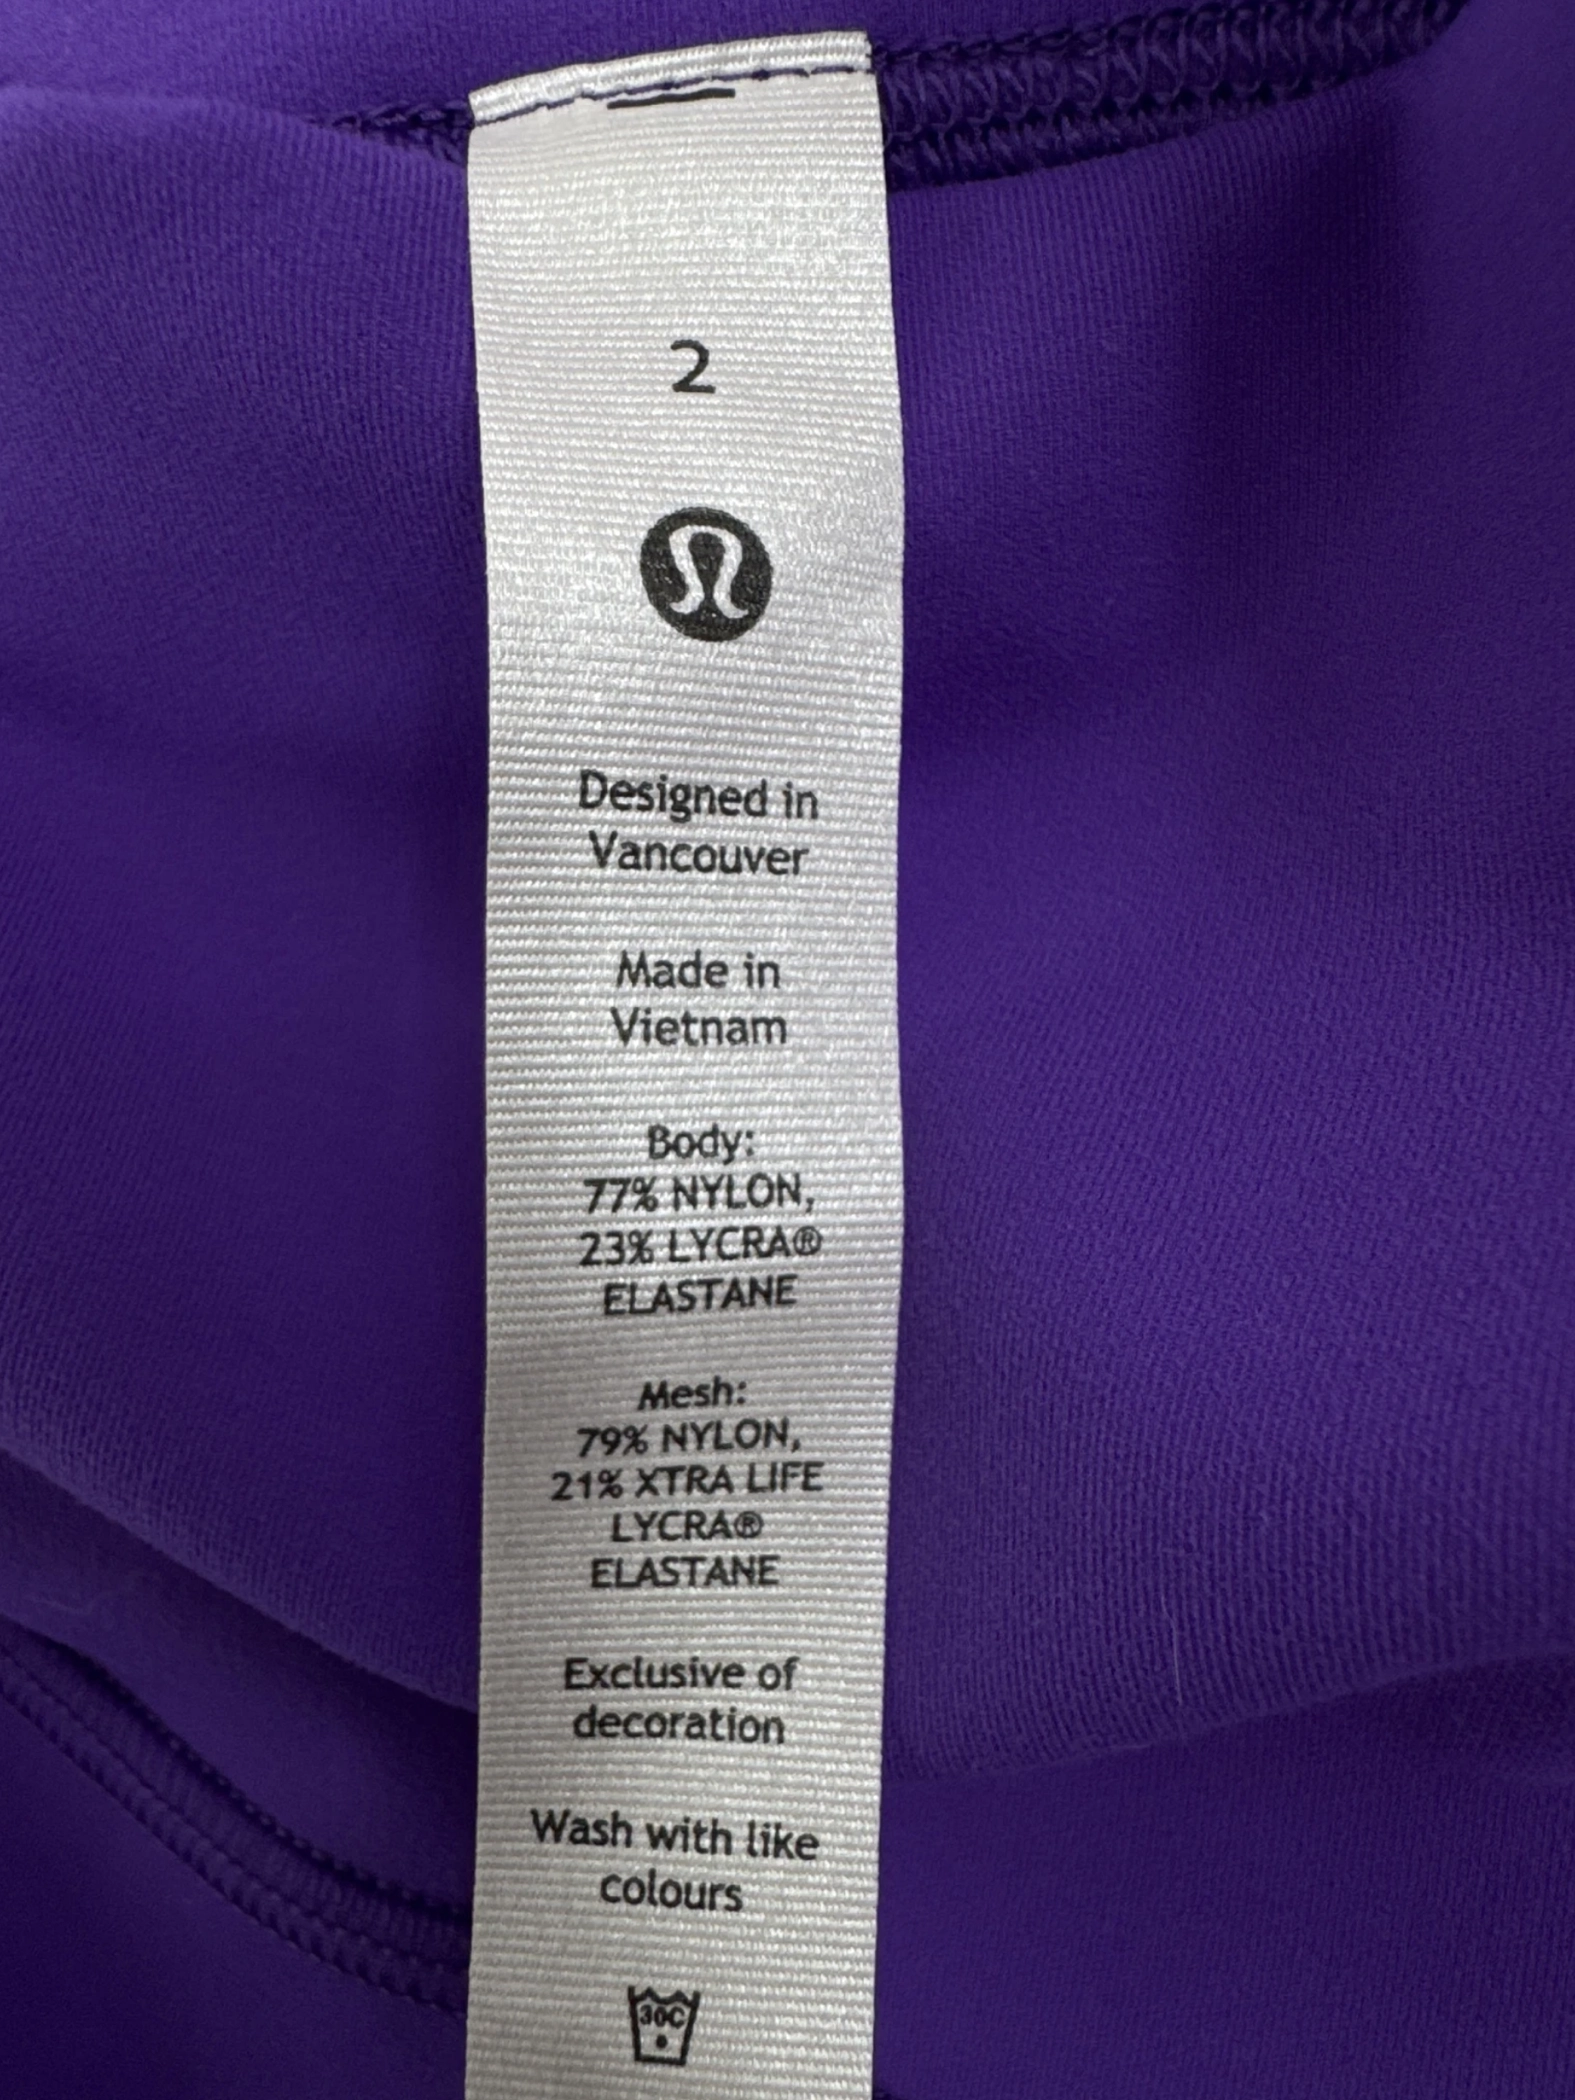 2
Designed in
Vancouver
Made in
Vietnam
Body:
77% NYLON,
23% LYCRA®
ELASTANE
Mesh:
79% NYLON,
21% XTRA LIFE
LYCRA®
ELASTANE
Exclusive of
decoration
Wash with like
colours
30C